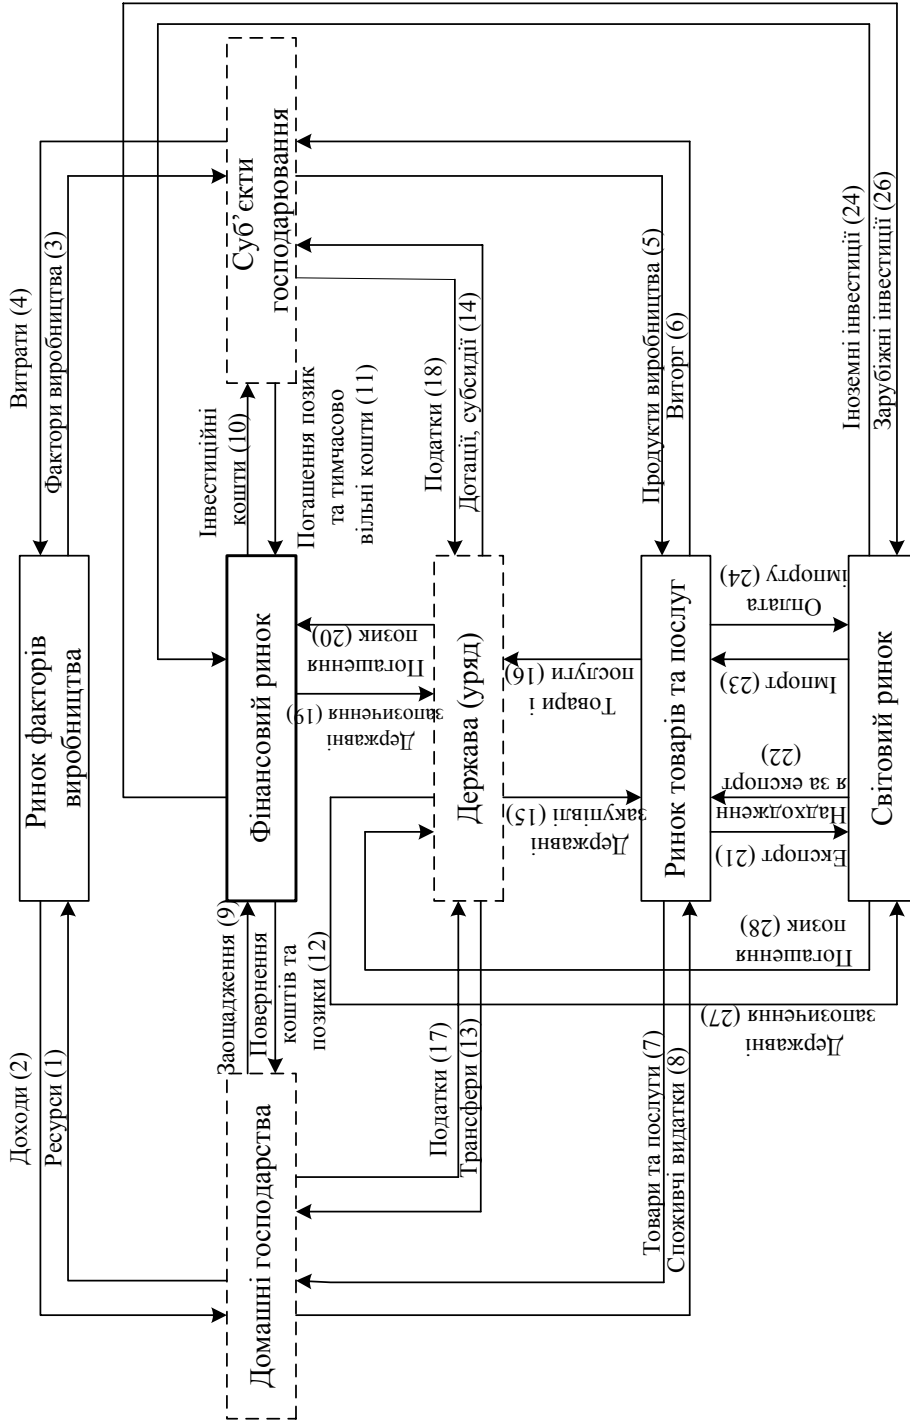 Доходи (2)
Ресурси (1)
Витрати (4)
Фактори виробництва (3)
Ринок факторів
виробництва
Домашні господарства
Заощадження (9)
Повернення
коштів та
позики (12)
Фінансовий ринок
Інвестиційні
кошти (10)
Погашення позик
та тимчасово
вільні кошти (11)
Суб’єкти
господарювання
Державні
запозичення (19)
Погашення
позик (20)
Податки (17)
Трансфери (13)
Держава (уряд)
Податки (18)
Дотації, субсидії (14)
Державні
закупівлі (15)
Товари і
послуги (16)
Товари та послуги (7)
Споживчі видатки (8)
Ринок товарів та послуг
Продукти виробництва (5)
Виторг (6)
Державні
запозичення (27)
Погашення
позик (28)
Експорт (21)
Надходженн
я за експорт
(22)
Імпорт (23)
Оплата
імпорту (24)
Світовий ринок
Іноземні інвестиції (24)
Зарубіжні інвестиції (26)